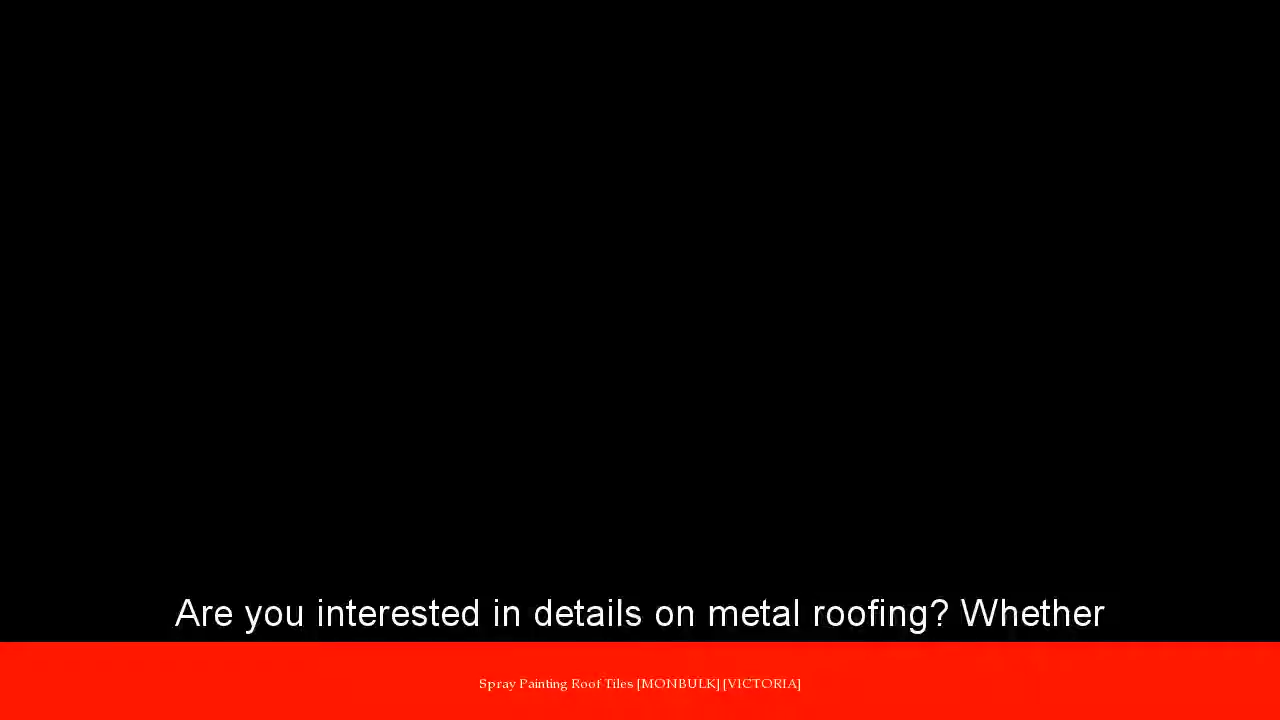 Are you interested in details on metal roofing? Whether
Spray Painting Roof Tiles [MONBULK] [VICTORIA]